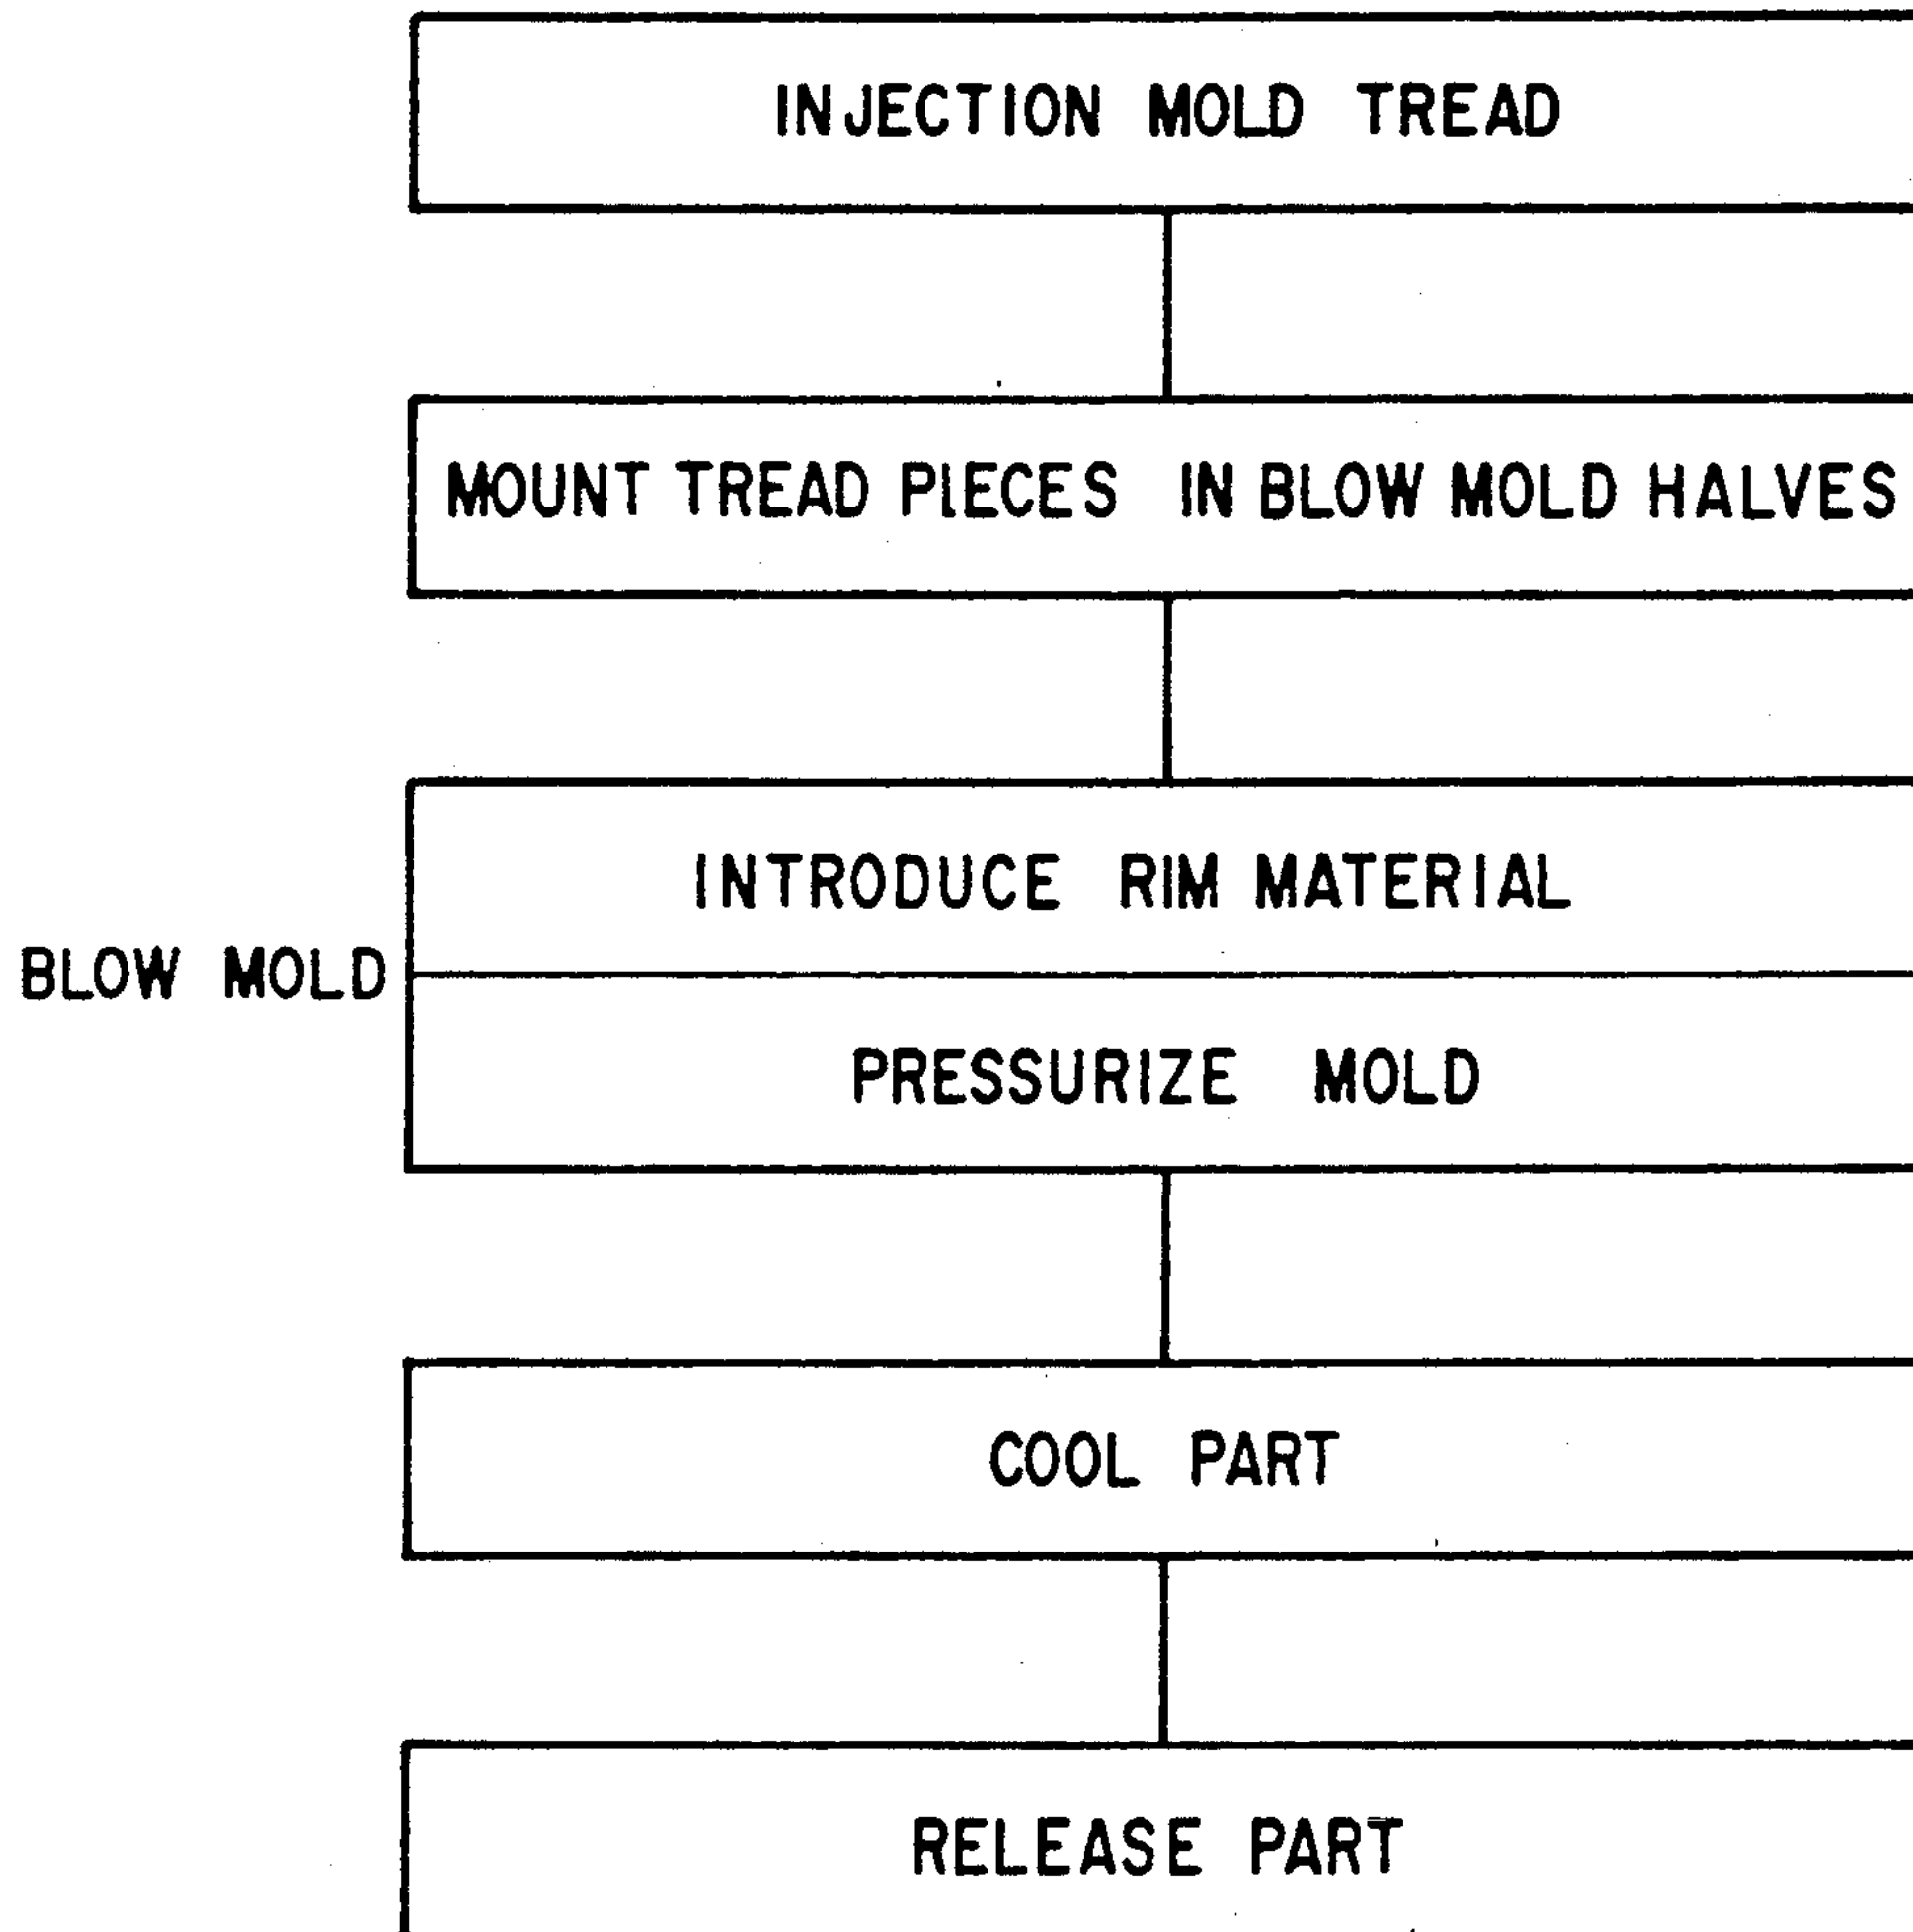 INJECTION MOLD TREAD
MOUNT TREAD PIECES IN BLOW MOLD HALVES
INTRODUCE RIM MATERIAL
BLOW MOLD
PRESSURIZE MOLD
COOL PART
RELEASE PART